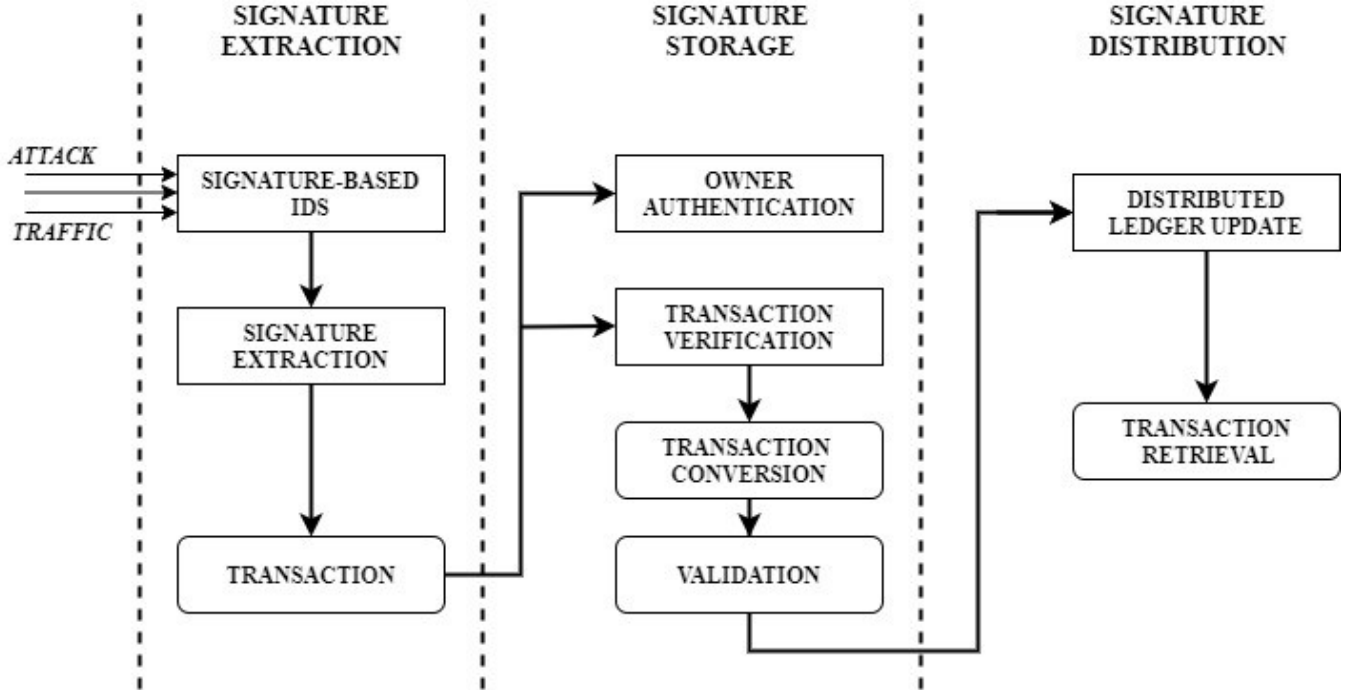 SIGNATURE
EXTRACTION
SIGNATURE
STORAGE
SIGNATURE
DISTRIBUTION
ATTACK
TRAFFIC
SIGNATURE-BASED
IDS
SIGNATURE
EXTRACTION
TRANSACTION
OWNER
AUTHENTICATION
TRANSACTION
VERIFICATION
TRANSACTION
CONVERSION
VALIDATION
DISTRIBUTED
LEDGER UPDATE
TRANSACTION
RETRIEVAL